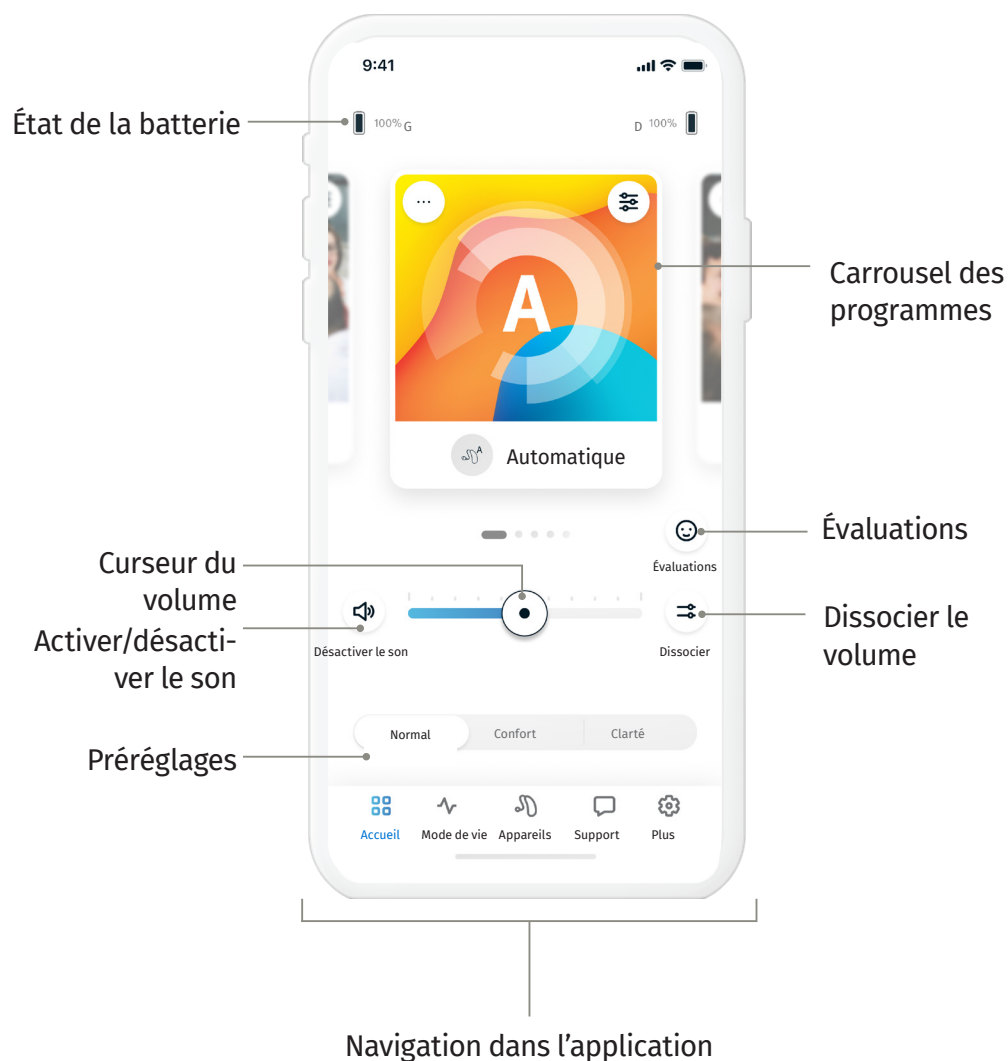 9:41
État de la batterie
100% G
D 100%
...
A
Carrousel des
programmes
A
Automatique
Évaluations
Évaluations
Curseur du
volume
Activer/désacti-
ver le son
Désactiver le son
Dissocier
Dissocier le
volume
Normal
Confort
Clarté
Préréglages
Accueil
Mode de vie
Appareils
Support
Plus
Navigation dans l’application